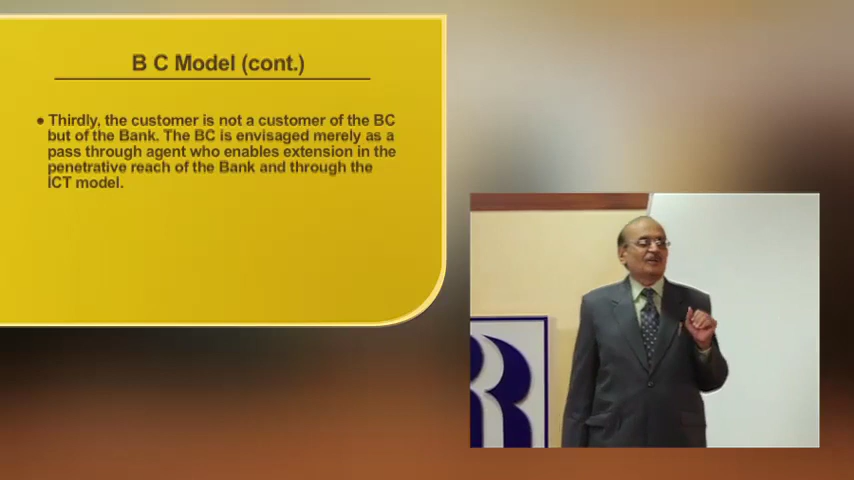 B C Model (cont.)
● Thirdly, the customer is not a customer of the BC
but of the Bank. The BC is envisaged merely as a
pass through agent who enables extension in the
penetrative reach of the Bank and through the
ICT model.